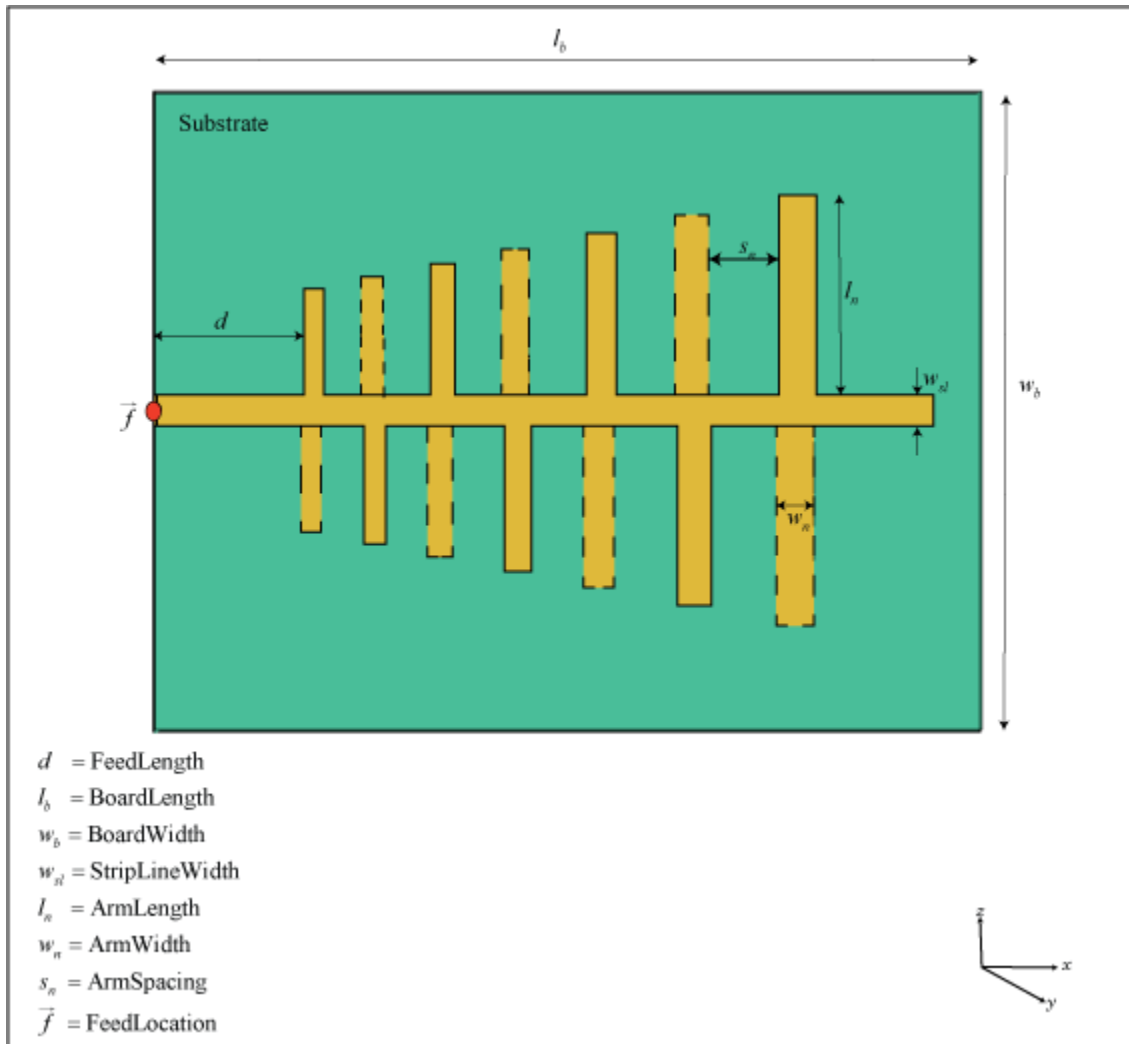 l_b
Substrate
s_n
l_n
d
w_sl
w_b
f⃗
w_n
d = FeedLength
l_b = BoardLength
w_b = BoardWidth
w_sl = StripLineWidth
l_n = ArmLength
w_n = ArmWidth
s_n = ArmSpacing
f⃗ = FeedLocation
z
x
y